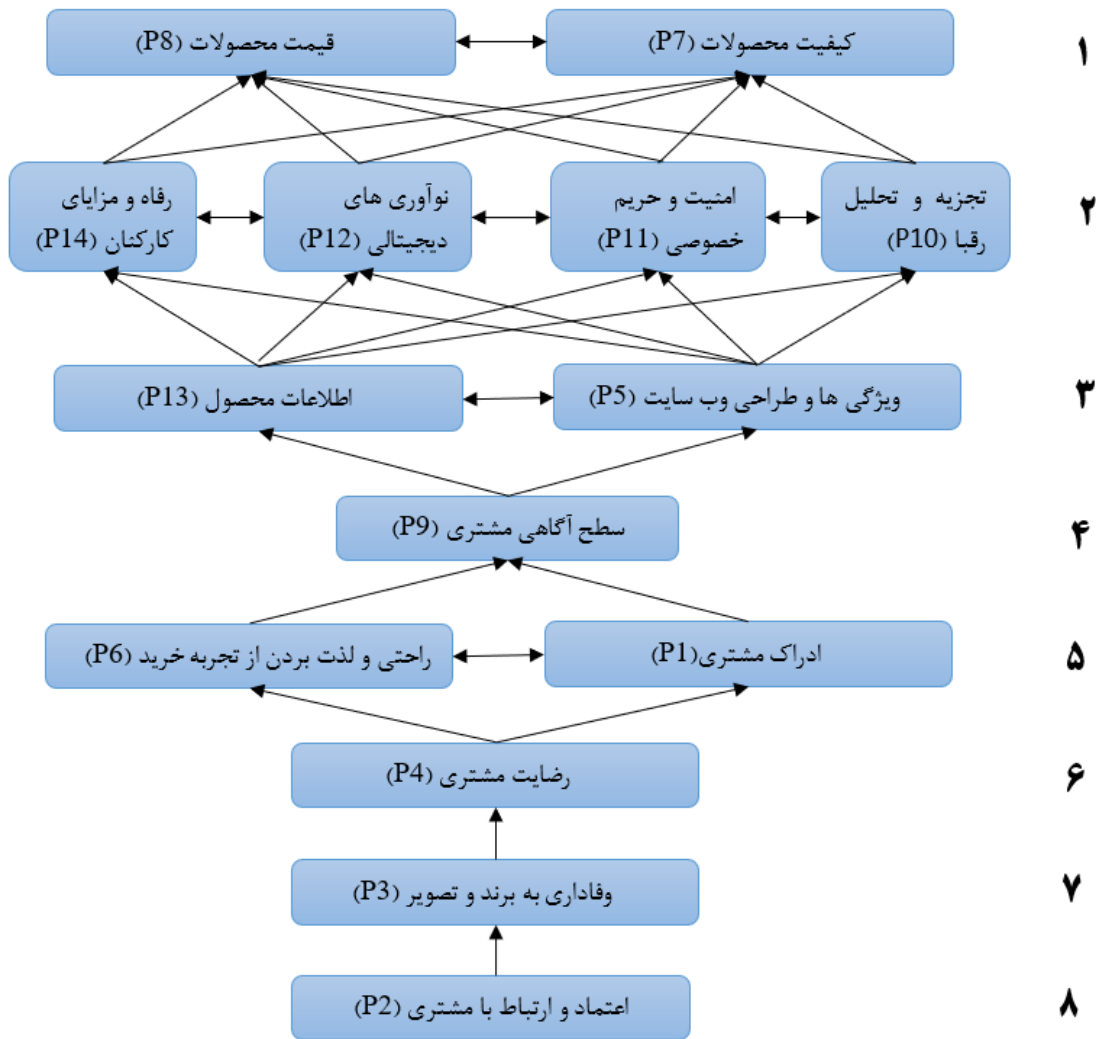 کیفیت محصولات (P7)
قیمت محصولات (P8)
۱
تجزیه و تحلیل
رقبا (P10)
امنیت و حریم
خصوصی (P11)
نوآوری های
دیجیتالی (P12)
رفاه و مزایای
کارکنان (P14)
۲
ویژگی ها و طراحی وب سایت (P5)
اطلاعات محصول (P13)
۳
سطح آگاهی مشتری (P9)
۴
ادراک مشتری(P1)
راحتی و لذت بردن از تجربه خرید (P6)
۵
رضایت مشتری (P4)
۶
وفاداری به برند و تصویر (P3)
۷
اعتماد و ارتباط با مشتری (P2)
۸